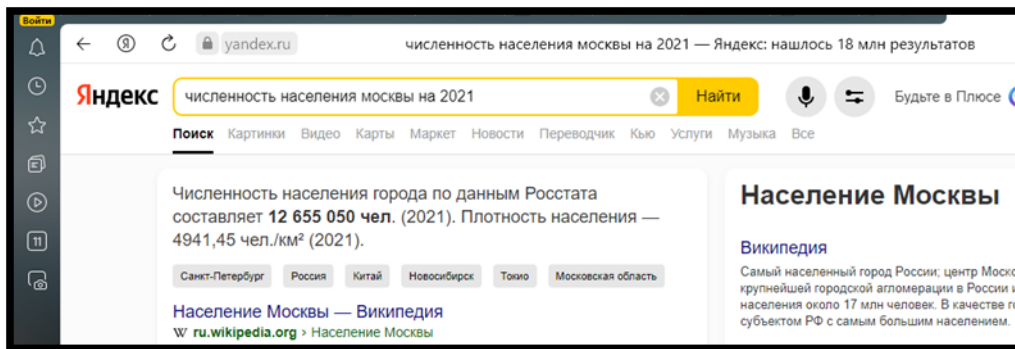 Войти
yandex.ru
численность населения москвы на 2021 — Яндекс: нашлось 18 млн результатов
Яндекс
численность населения москвы на 2021
Найти
Будьте в Плюсе
Поиск Картинки Видео Карты Маркет Новости Переводчик Кью Услуги Музыка Все
Численность населения города по данным Росстата
составляет 12 655 050 чел. (2021). Плотность населения —
4941,45 чел./км² (2021).
Санкт-Петербург Россия Китай Новосибирск Токио Московская область
Население Москвы — Википедия
W ru.wikipedia.org › Население Москвы
Население Москвы
Википедия
Самый населенный город России; центр Моско
крупнейшей городской агломерации в России и
населения около 17 млн человек. В качестве го
субъектом РФ с самым большим населением.
11